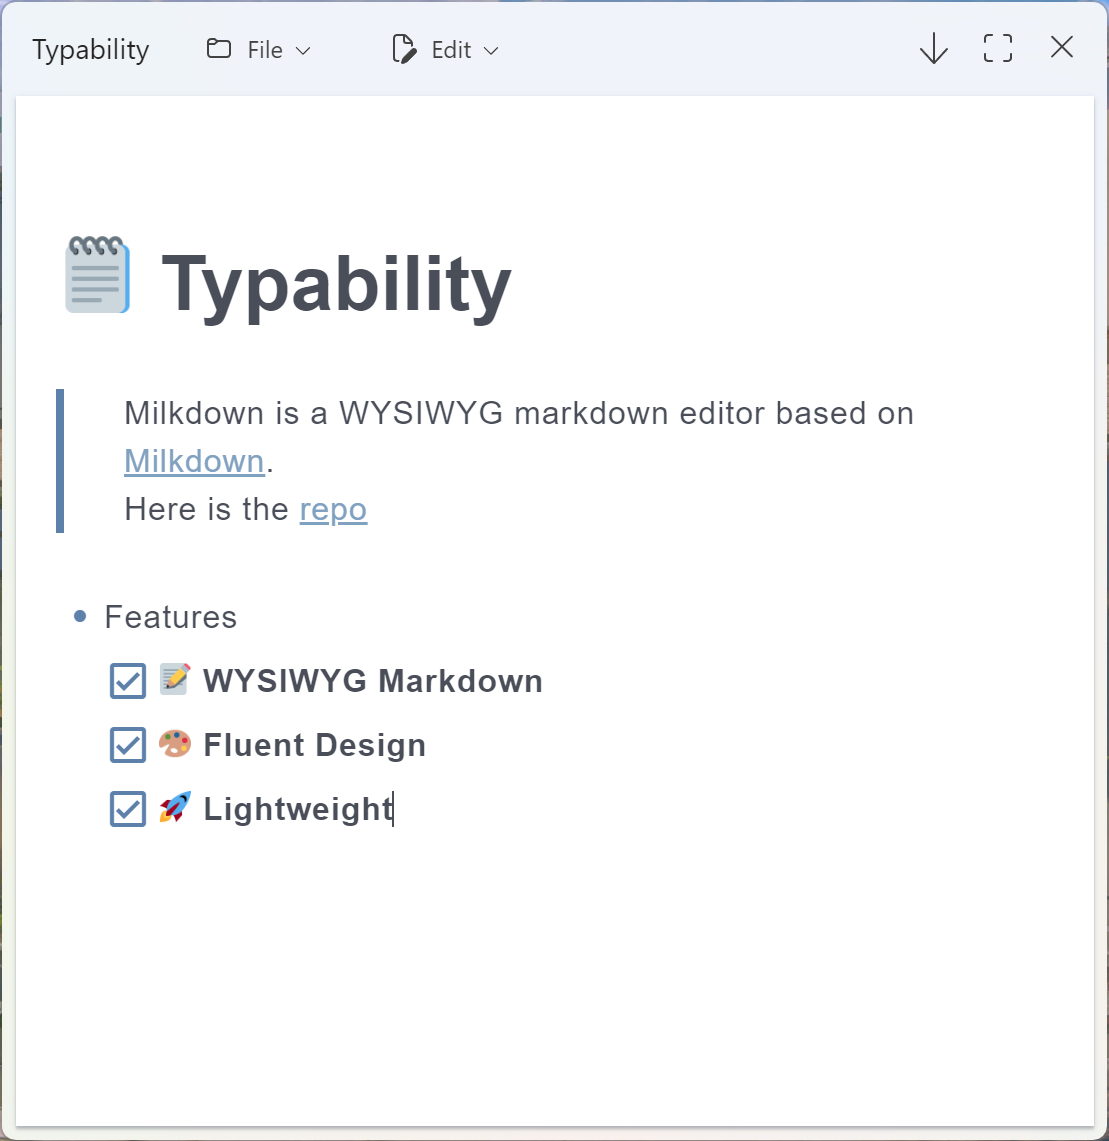 Typability File Edit
Typability
Milkdown is a WYSIWYG markdown editor based on
Milkdown.
Here is the repo
Features
WYSIWYG Markdown
Fluent Design
Lightweight